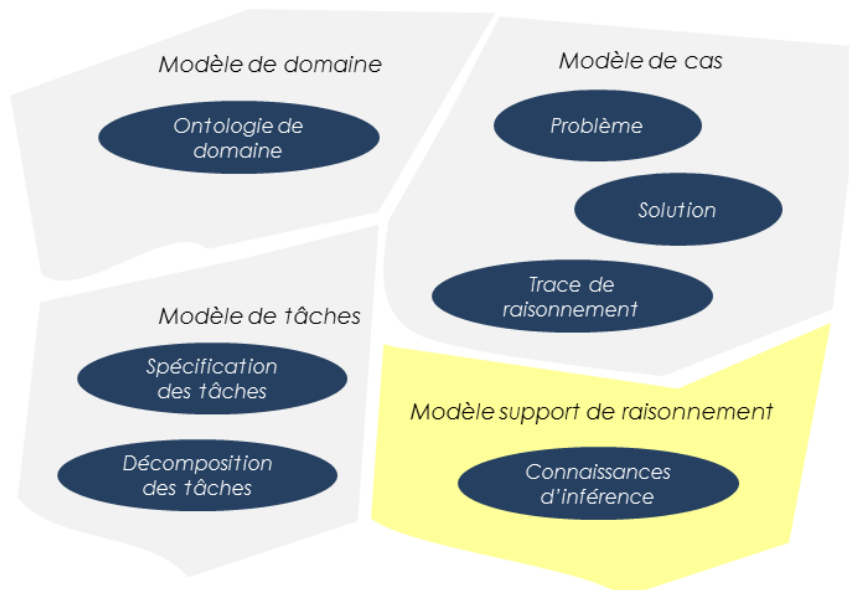 Modèle de domaine
Ontologie de
domaine
Modèle de cas
Problème
Solution
Trace de
raisonnement
Modèle de tâches
Spécification
des tâches
Décomposition
des tâches
Modèle support de raisonnement
Connaissances
d’inférence